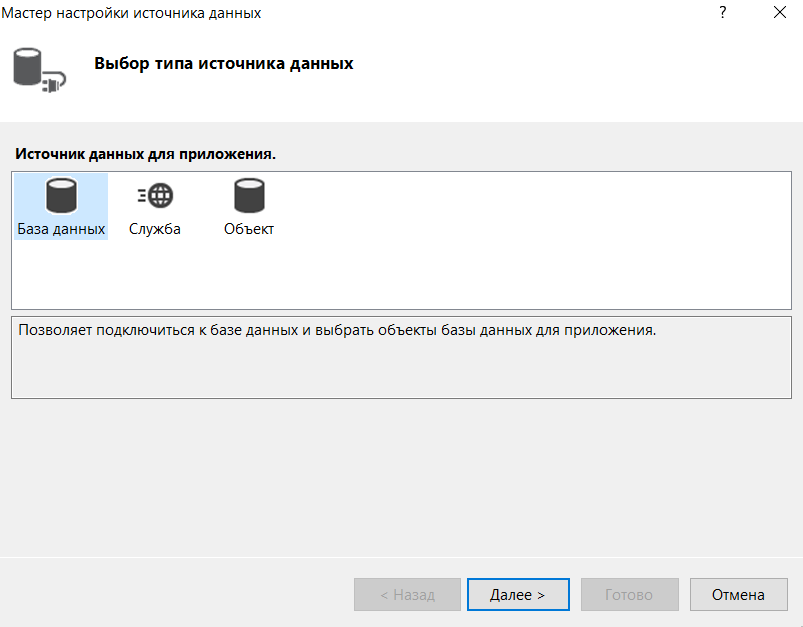 Мастер настройки источника данных
?
Выбор типа источника данных
Источник данных для приложения.
База данных Служба Объект
Позволяет подключиться к базе данных и выбрать объекты базы данных для приложения.
< Назад Далее > Готово Отмена